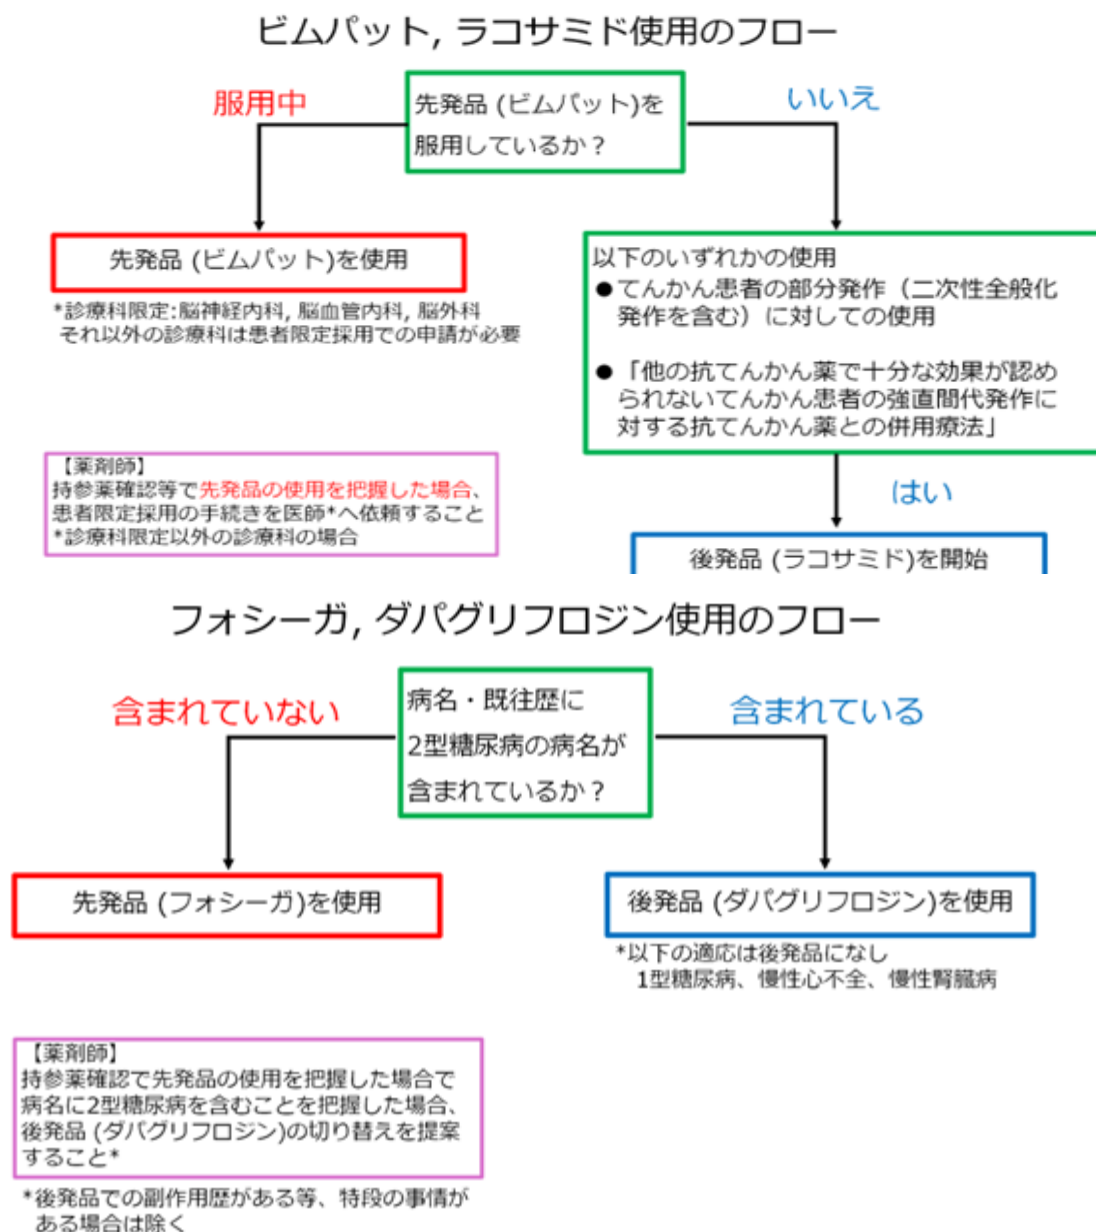 ビムパット, ラコサミド使用のフロー
服用中
先発品 (ビムパット)を
服用しているか？
いいえ
先発品 (ビムパット)を使用
*診療科限定:脳神経内科, 脳血管内科, 脳外科
それ以外の診療科は患者限定採用での申請が必要
以下のいずれかの使用
●てんかん患者の部分発作（二次性全般化
発作を含む）に対しての使用
●「他の抗てんかん薬で十分な効果が認め
られないてんかん患者の強直間代発作に
対する抗てんかん薬との併用療法」
【薬剤師】
持参薬確認等で先発品の使用を把握した場合、
患者限定採用の手続きを医師*へ依頼すること
*診療科限定以外の診療科の場合
はい
後発品 (ラコサミド)を開始
フォシーガ, ダパグリフロジン使用のフロー
含まれていない
病名・既往歴に
2型糖尿病の病名が
含まれているか？
含まれている
先発品 (フォシーガ)を使用
後発品 (ダパグリフロジン)を使用
*以下の適応は後発品になし
1型糖尿病、慢性心不全、慢性腎臓病
【薬剤師】
持参薬確認で先発品の使用を把握した場合で
病名に2型糖尿病を含むことを把握した場合、
後発品 (ダパグリフロジン)の切り替えを提案
すること*
*後発品での副作用歴がある等、特段の事情が
ある場合は除く